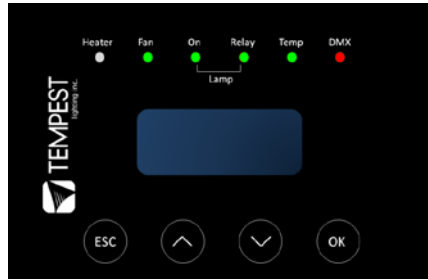 Heater Fan On Relay Temp DMX
Lamp
TEMPEST
lighting inc.
ESC OK